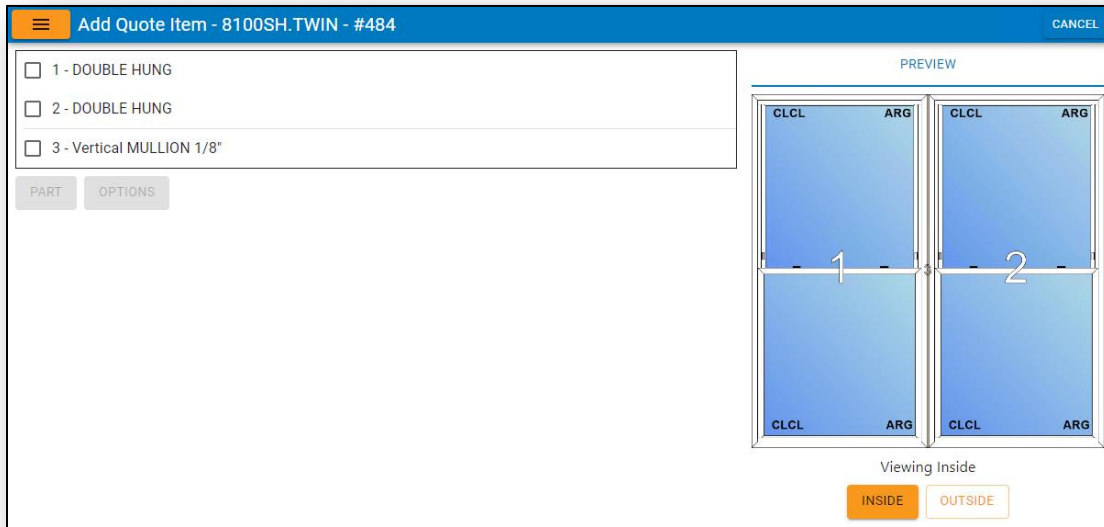 Add Quote Item - 8100SH.TWIN - #484
CANCEL
1 - DOUBLE HUNG
2 - DOUBLE HUNG
3 - Vertical MULLION 1/8"
PART
OPTIONS
PREVIEW
CLCL ARG CLCL ARG
1 3 2
CLCL ARG CLCL ARG
Viewing Inside
INSIDE
OUTSIDE